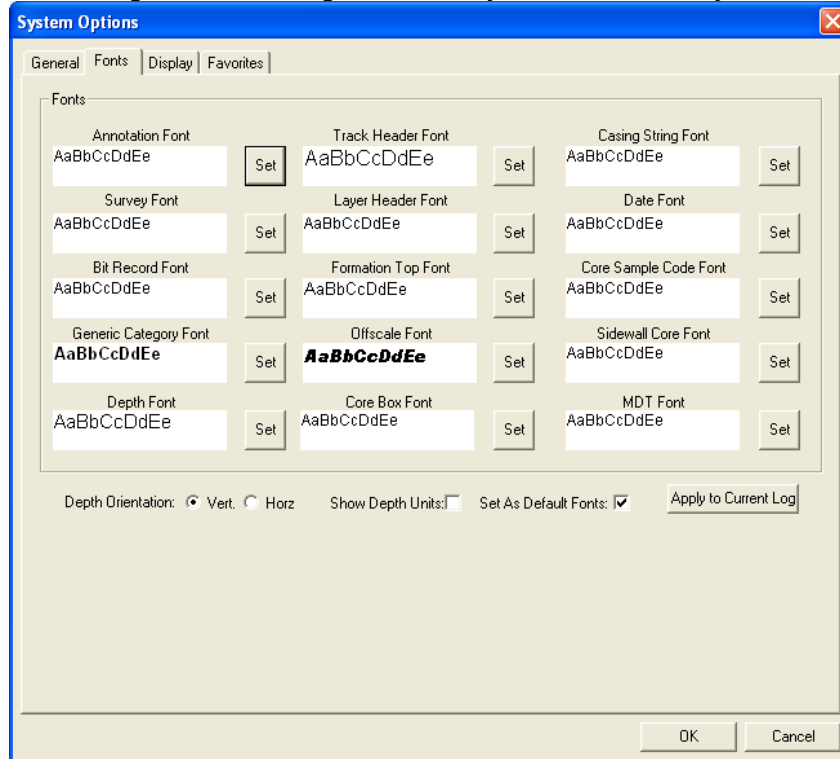 System Options
General Fonts Display Favorites
Fonts
Annotation Font Track Header Font Casing String Font
AaBbCcDdEe Set AaBbCcDdEe Set AaBbCcDdEe Set
Survey Font Layer Header Font Date Font
AaBbCcDdEe Set AaBbCcDdEe Set AaBbCcDdEe Set
Bit Record Font Formation Top Font Core Sample Code Font
AaBbCcDdEe Set AaBbCcDdEe Set AaBbCcDdEe Set
Generic Category Font Offscale Font Sidewall Core Font
AaBbCcDdEe Set AaBbCcDdEe Set AaBbCcDdEe Set
Depth Font Core Box Font MDT Font
AaBbCcDdEe Set AaBbCcDdEe Set AaBbCcDdEe Set
Depth Orientation: Vert. Horz Show Depth Units: Set As Default Fonts: Apply to Current Log
OK Cancel